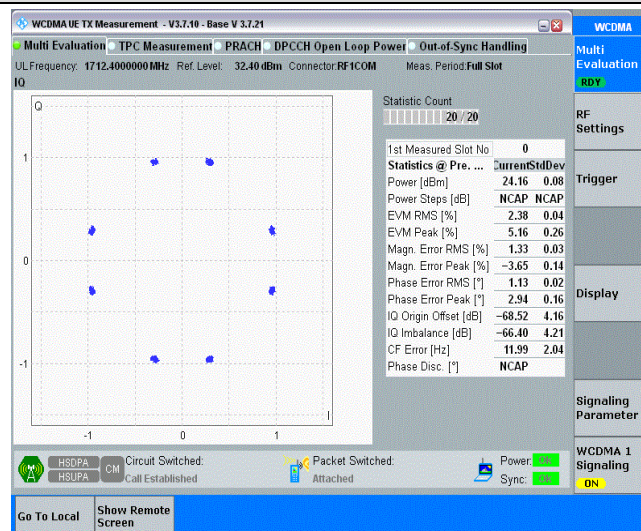 WCDMA UE TX Measurement - V3.7.10 - Base V 3.7.21
WCDMA
Multi Evaluation TPC Measurement PRACH DPCCH Open Loop Power Out-of-Sync Handling
Multi
Evaluation
RDY
UL Frequency: 1712.4000000 MHz Ref. Level: 32.40 dBm Connector: RF1COM Meas. Period: Full Slot
IQ
Q
1
0
-1
-1 0 1
I
Statistic Count
20 / 20
1st Measured Slot No 0
Statistics @ Pre. ... Current StdDev
Power [dBm] 24.16 0.08
Power Steps [dB] NCAP NCAP
EVM RMS [%] 2.38 0.04
EVM Peak [%] 5.16 0.26
Magn. Error RMS [%] 1.33 0.03
Magn. Error Peak [%] -3.65 0.14
Phase Error RMS [°] 1.13 0.02
Phase Error Peak [°] 2.94 0.16
IQ Origin Offset [dB] -68.52 4.16
IQ Imbalance [dB] -66.40 4.21
CF Error [Hz] 11.99 2.04
Phase Disc. [°] NCAP
RF
Settings
Trigger
Display
Signaling
Parameter
WCDMA 1
Signaling
ON
HSDPA
HSUPA
CM
Circuit Switched:
Call Established
Packet Switched:
Attached
Power: OK
Sync: OK
Go To Local
Show Remote
Screen